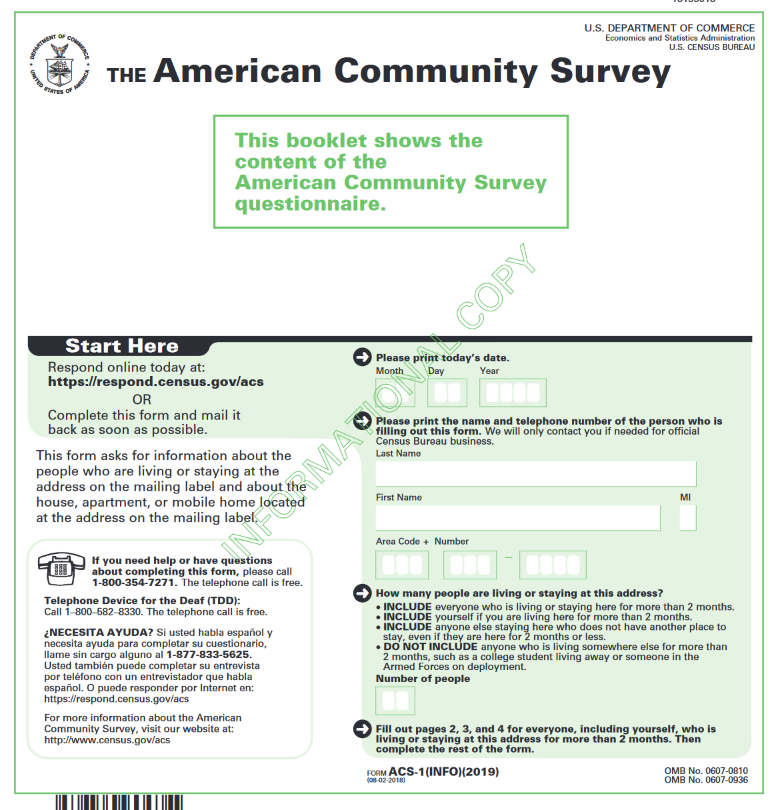 U.S. DEPARTMENT OF COMMERCE
Economics and Statistics Administration
U.S. CENSUS BUREAU
DEPARTMENT OF COMMERCE
UNITED STATES OF AMERICA
THE American Community Survey
This booklet shows the
content of the
American Community Survey
questionnaire.
INFORMATIONAL COPY
Start Here
Respond online today at:
https://respond.census.gov/acs
OR
Complete this form and mail it
back as soon as possible.
This form asks for information about the
people who are living or staying at the
address on the mailing label and about the
house, apartment, or mobile home located
at the address on the mailing label.
If you need help or have questions
about completing this form, please call
1-800-354-7271. The telephone call is free.
Telephone Device for the Deaf (TDD):
Call 1–800–582–8330. The telephone call is free.
¿NECESITA AYUDA? Si usted habla español y
necesita ayuda para completar su cuestionario,
llame sin cargo alguno al 1-877-833-5625.
Usted también puede completar su entrevista
por teléfono con un entrevistador que habla
español. O puede responder por Internet en:
https://respond.census.gov/acs
For more information about the American
Community Survey, visit our website at:
http://www.census.gov/acs
Please print today's date.
Month Day Year
Please print the name and telephone number of the person who is
filling out this form. We will only contact you if needed for official
Census Bureau business.
Last Name
First Name MI
Area Code + Number
–
How many people are living or staying at this address?
• INCLUDE everyone who is living or staying here for more than 2 months.
• INCLUDE yourself if you are living here for more than 2 months.
• INCLUDE anyone else staying here who does not have another place to
stay, even if they are here for 2 months or less.
• DO NOT INCLUDE anyone who is living somewhere else for more than
2 months, such as a college student living away or someone in the
Armed Forces on deployment.
Number of people
Fill out pages 2, 3, and 4 for everyone, including yourself, who is
living or staying at this address for more than 2 months. Then
complete the rest of the form.
FORM ACS-1(INFO)(2019)
(08-02-2018)
OMB No. 0607-0810
OMB No. 0607-0936